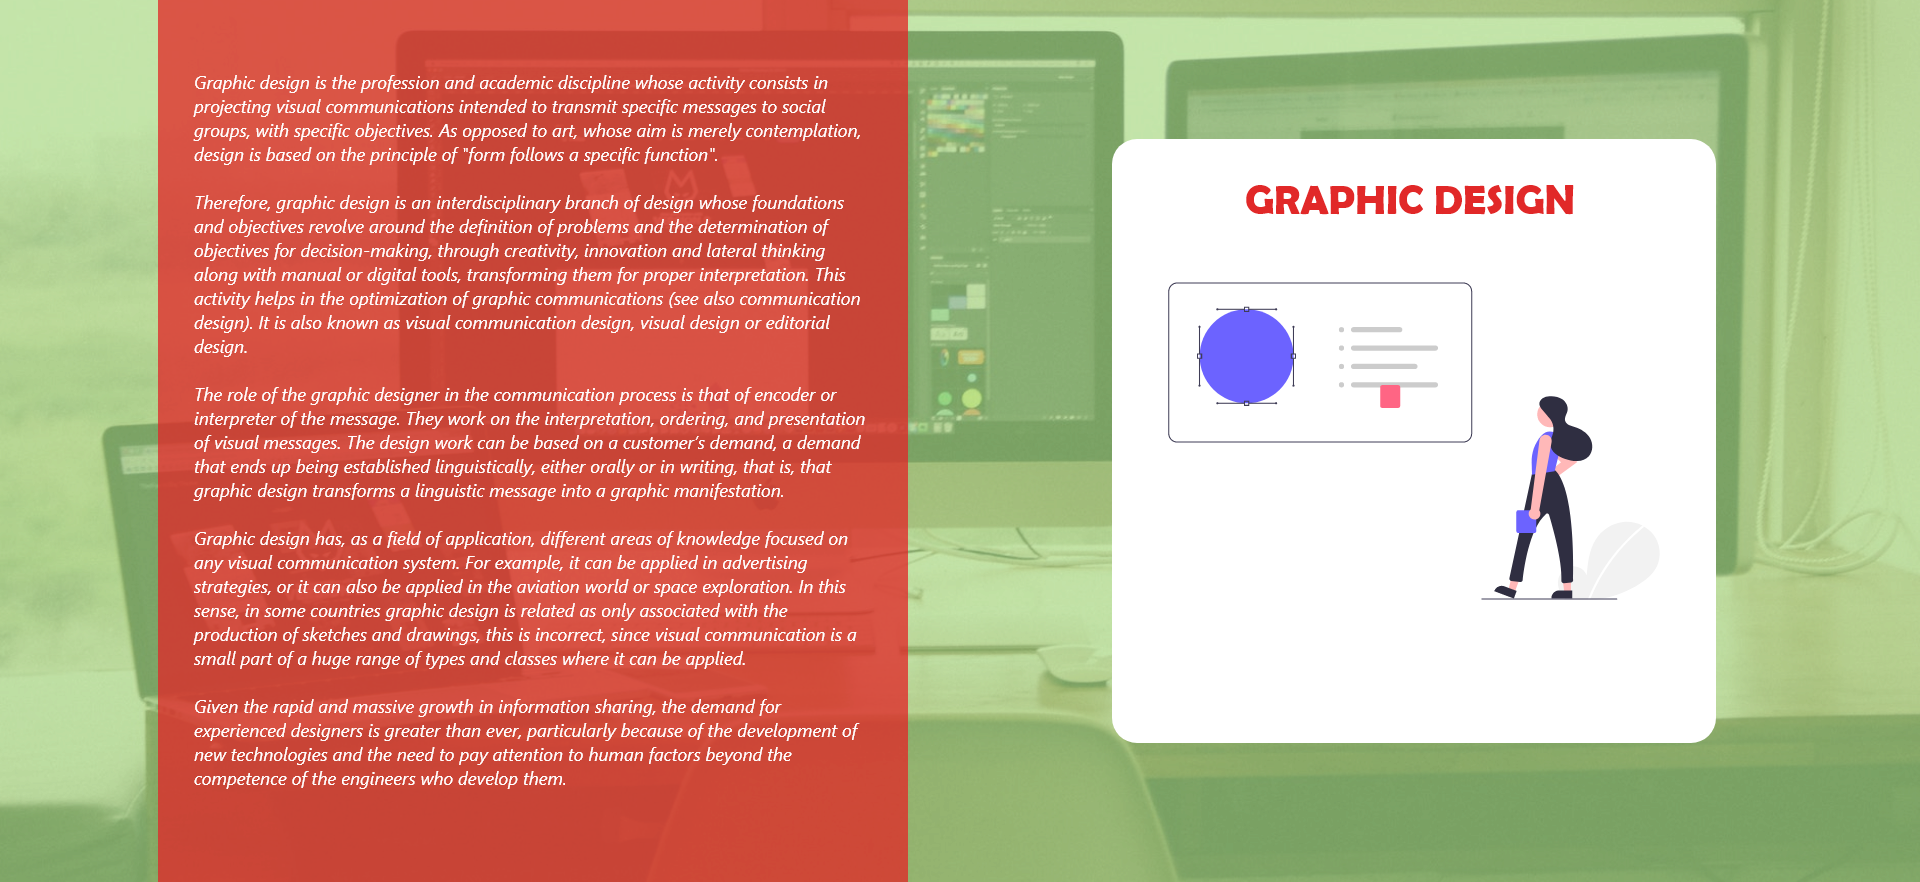 Graphic design is the profession and academic discipline whose activity consists in
projecting visual communications intended to transmit specific messages to social
groups, with specific objectives. As opposed to art, whose aim is merely contemplation,
design is based on the principle of "form follows a specific function".
Therefore, graphic design is an interdisciplinary branch of design whose foundations
and objectives revolve around the definition of problems and the determination of
objectives for decision-making, through creativity, innovation and lateral thinking
along with manual or digital tools, transforming them for proper interpretation. This
activity helps in the optimization of graphic communications (see also communication
design). It is also known as visual communication design, visual design or editorial
design.
The role of the graphic designer in the communication process is that of encoder or
interpreter of the message. They work on the interpretation, ordering, and presentation
of visual messages. The design work can be based on a customer’s demand, a demand
that ends up being established linguistically, either orally or in writing, that is, that
graphic design transforms a linguistic message into a graphic manifestation.
Graphic design has, as a field of application, different areas of knowledge focused on
any visual communication system. For example, it can be applied in advertising
strategies, or it can also be applied in the aviation world or space exploration. In this
sense, in some countries graphic design is related as only associated with the
production of sketches and drawings, this is incorrect, since visual communication is a
small part of a huge range of types and classes where it can be applied.
Given the rapid and massive growth in information sharing, the demand for
experienced designers is greater than ever, particularly because of the development of
new technologies and the need to pay attention to human factors beyond the
competence of the engineers who develop them.
GRAPHIC DESIGN